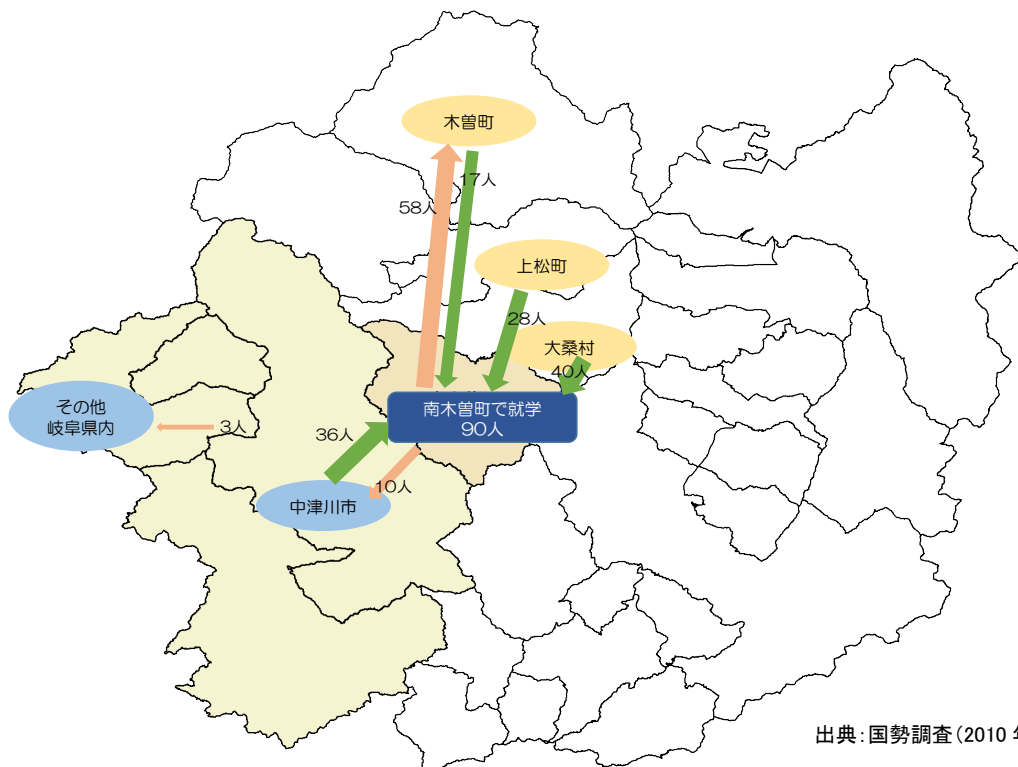 木曽町
17人
58人
上松町
28人
大桑村
40人
南木曽町で就学
90人
その他
岐阜県内
3人
36人
10人
中津川市
出典：国勢調査（2010 年